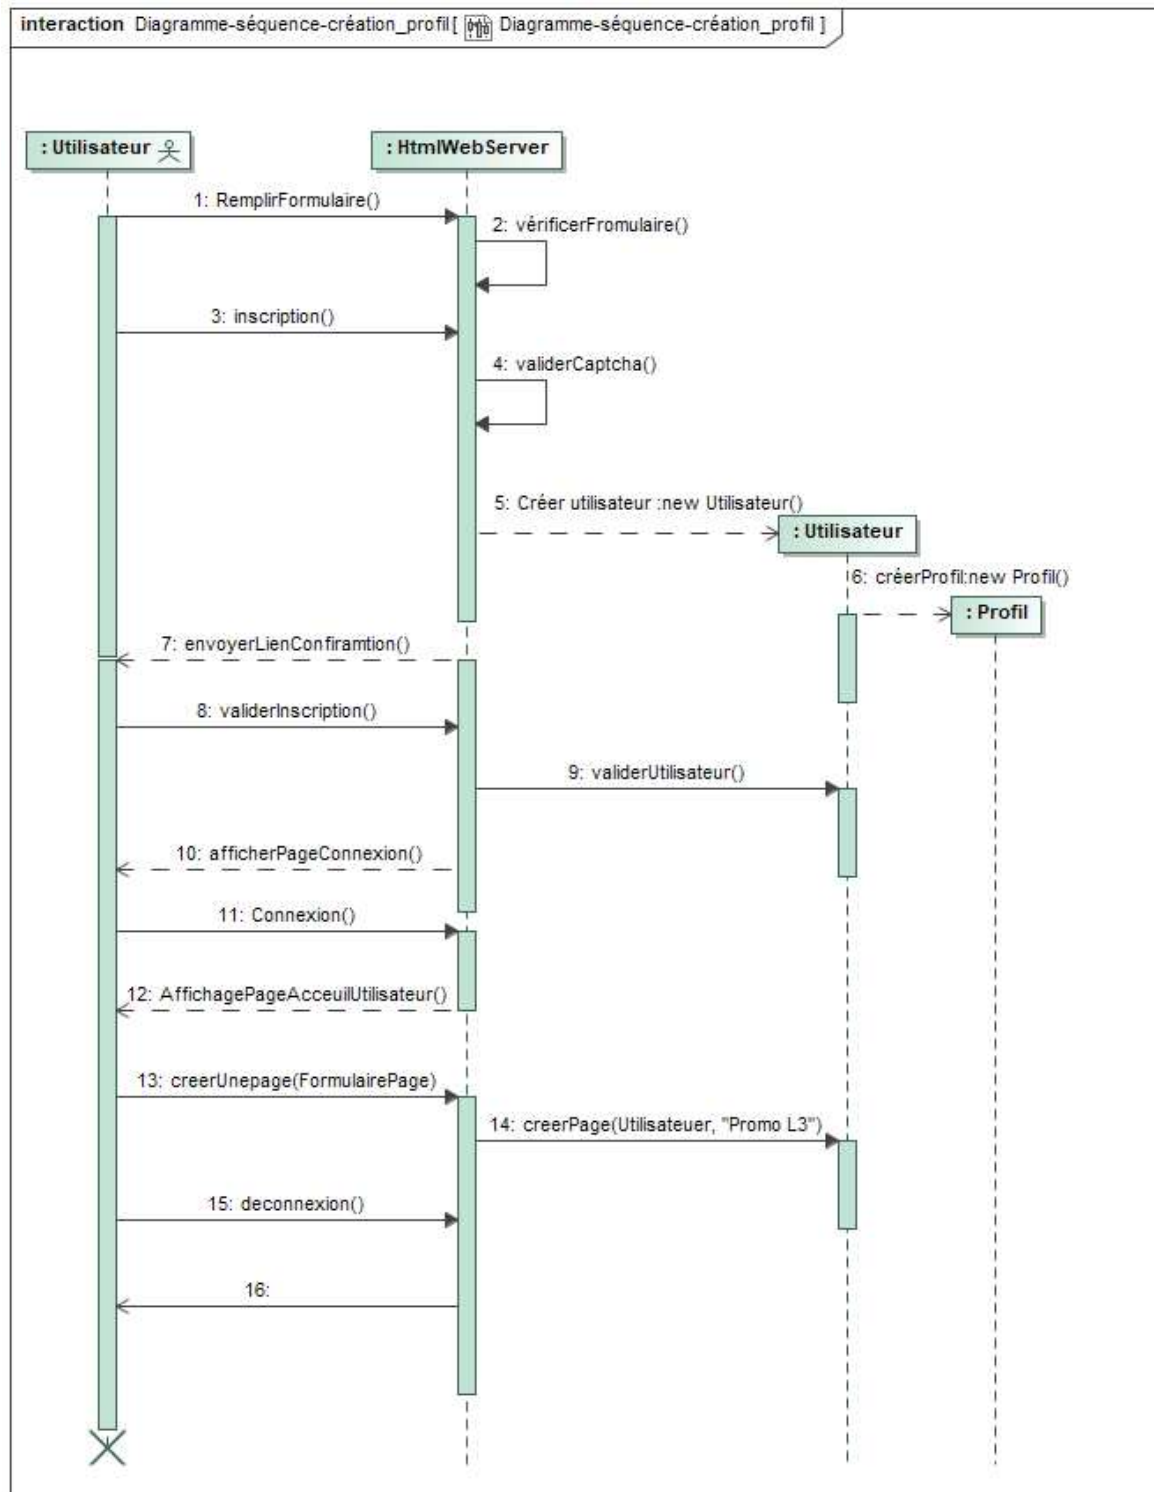 interaction Diagramme-séquence-création_profil[ Diagramme-séquence-création_profil ]
: Utilisateur
: HtmlWebServer
1: RemplirFormulaire()
2: vérificerFromulaire()
3: inscription()
4: validerCaptcha()
5: Créer utilisateur :new Utilisateur()
: Utilisateur
6: créerProfil:new Profil()
: Profil
7: envoyerLienConfiramtion()
8: validerInscription()
9: validerUtilisateur()
10: afficherPageConnexion()
11: Connexion()
12: AffichagePageAcceuilUtilisateur()
13: creerUnepage(FormulairePage)
14: creerPage(Utilisateuer, "Promo L3")
15: deconnexion()
16: